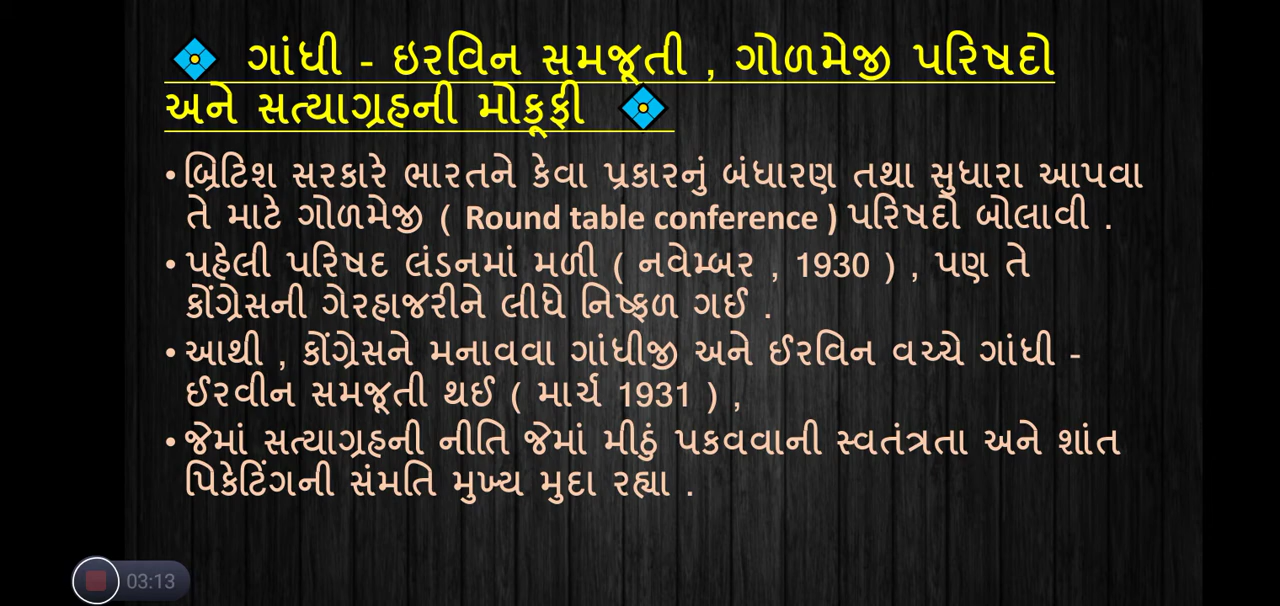 ગાંધી - ઇરવિન સમજૂતી , ગોળમેજી પરિષદો
અને સત્યાગ્રહની મોકૂફી
• બ્રિટિશ સરકારે ભારતને કેવા પ્રકારનું બંધારણ તથા સુધારા આપવા
તે માટે ગોળમેજી ( Round table conference ) પરિષદો બોલાવી .
• પહેલી પરિષદ લંડનમાં મળી ( નવેમ્બર , 1930 ) , પણ તે
કોંગ્રેસની ગેરહાજરીને લીધે નિષ્ફળ ગઈ .
• આથી , કોંગ્રેસને મનાવવા ગાંધીજી અને ઈરવિન વચ્ચે ગાંધી -
ઈરવીન સમજૂતી થઈ ( માર્ચ 1931 ) ,
• જેમાં સત્યાગ્રહની નીતિ જેમાં મીઠું પકવવાની સ્વતંત્રતા અને શાંત
પિકેટિંગની સંમતિ મુખ્ય મુદા રહ્યા .
03:13